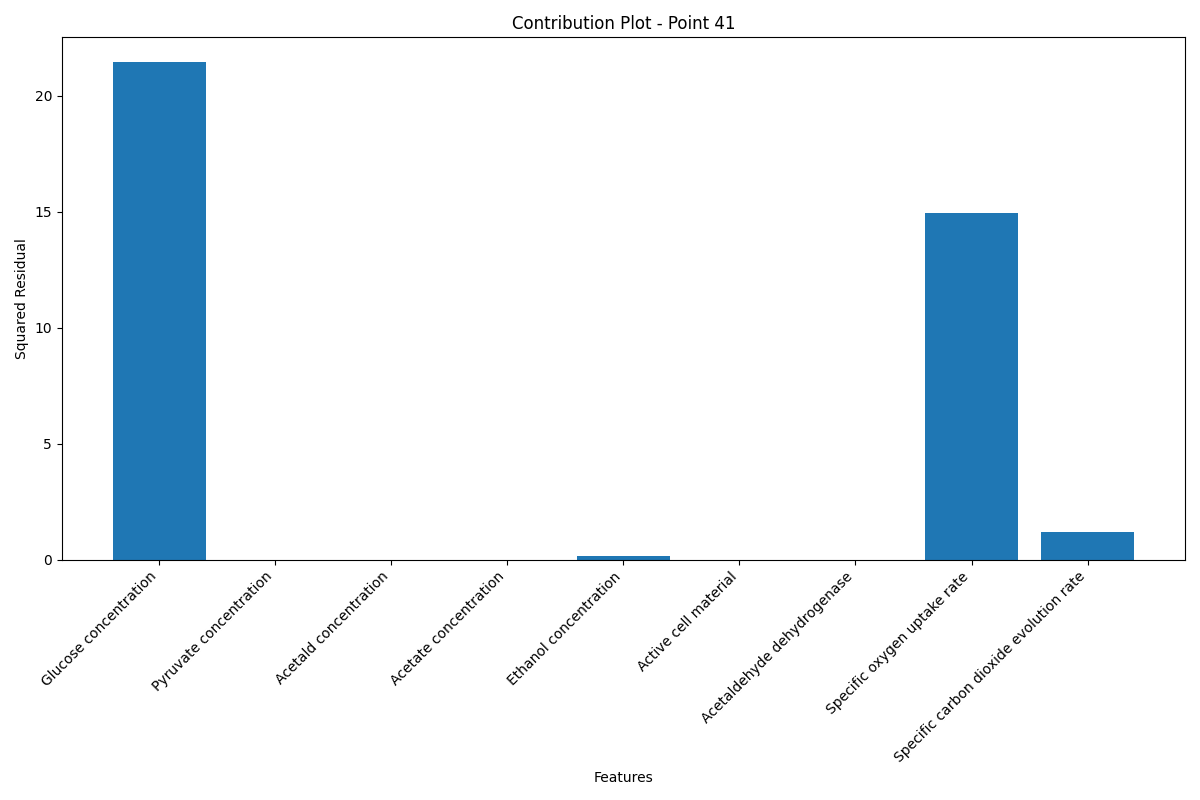 Contribution Plot - Point 41
Squared Residual
20
15
10
5
0
Glucose concentration
Pyruvate concentration
Acetald concentration
Acetate concentration
Ethanol concentration
Active cell material
Acetaldehyde dehydrogenase
Specific oxygen uptake rate
Specific carbon dioxide evolution rate
Features